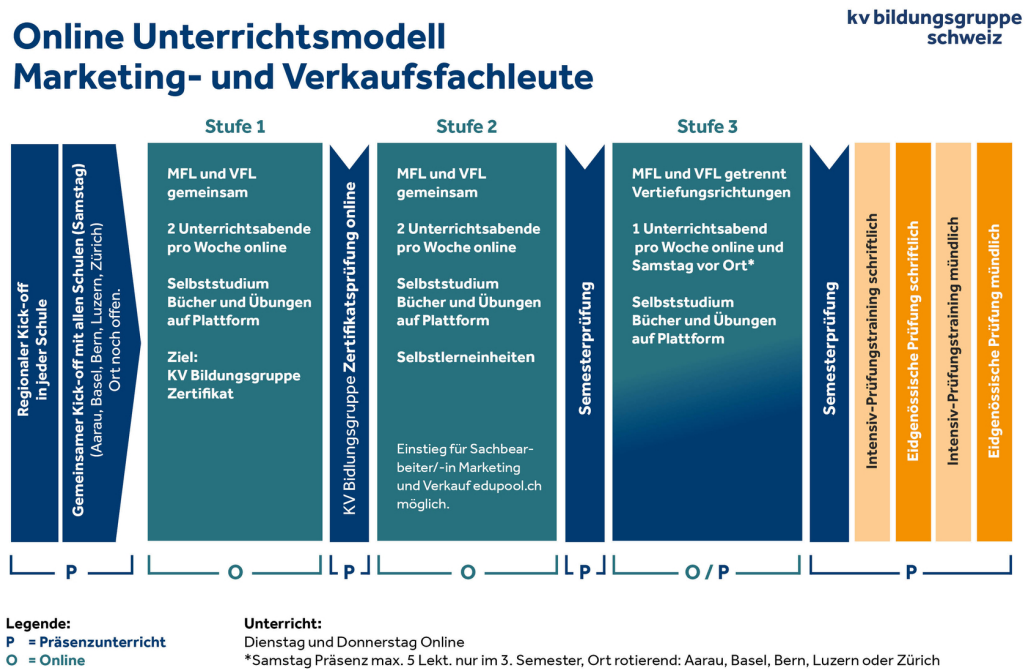 Online Unterrichtsmodell
Marketing- und Verkaufsfachleute
kv bildungsgruppe
schweiz
Regionaler Kick-off
in jeder Schule
Gemeinsamer Kick-off mit allen Schulen (Samstag)
(Aarau, Basel, Bern, Luzern, Zürich)
Ort noch offen.
Stufe 1
MFL und VFL
gemeinsam
2 Unterrichtsabende
pro Woche online
Selbststudium
Bücher und Übungen
auf Plattform
Ziel:
KV Bildungsgruppe
Zertifikat
KV Bidlungsgruppe Zertifikatsprüfung online
Stufe 2
MFL und VFL
gemeinsam
2 Unterrichtsabende
pro Woche online
Selbststudium
Bücher und Übungen
auf Plattform
Selbstlerneinheiten
Einstieg für Sachbear-
beiter/-in Marketing
und Verkauf edupool.ch
möglich.
Semesterprüfung
Stufe 3
MFL und VFL getrennt
Vertiefungsrichtungen
1 Unterrichtsabend
pro Woche online und
Samstag vor Ort*
Selbststudium
Bücher und Übungen
auf Plattform
Semesterprüfung
Intensiv-Prüfungstraining schriftlich
Eidgenössische Prüfung schriftlich
Intensiv-Prüfungstraining mündlich
Eidgenössische Prüfung mündlich
P
O
P
O
P
O / P
P
Legende:
P = Präsenzunterricht
O = Online
Unterricht:
Dienstag und Donnerstag Online
*Samstag Präsenz max. 5 Lekt. nur im 3. Semester, Ort rotierend: Aarau, Basel, Bern, Luzern oder Zürich